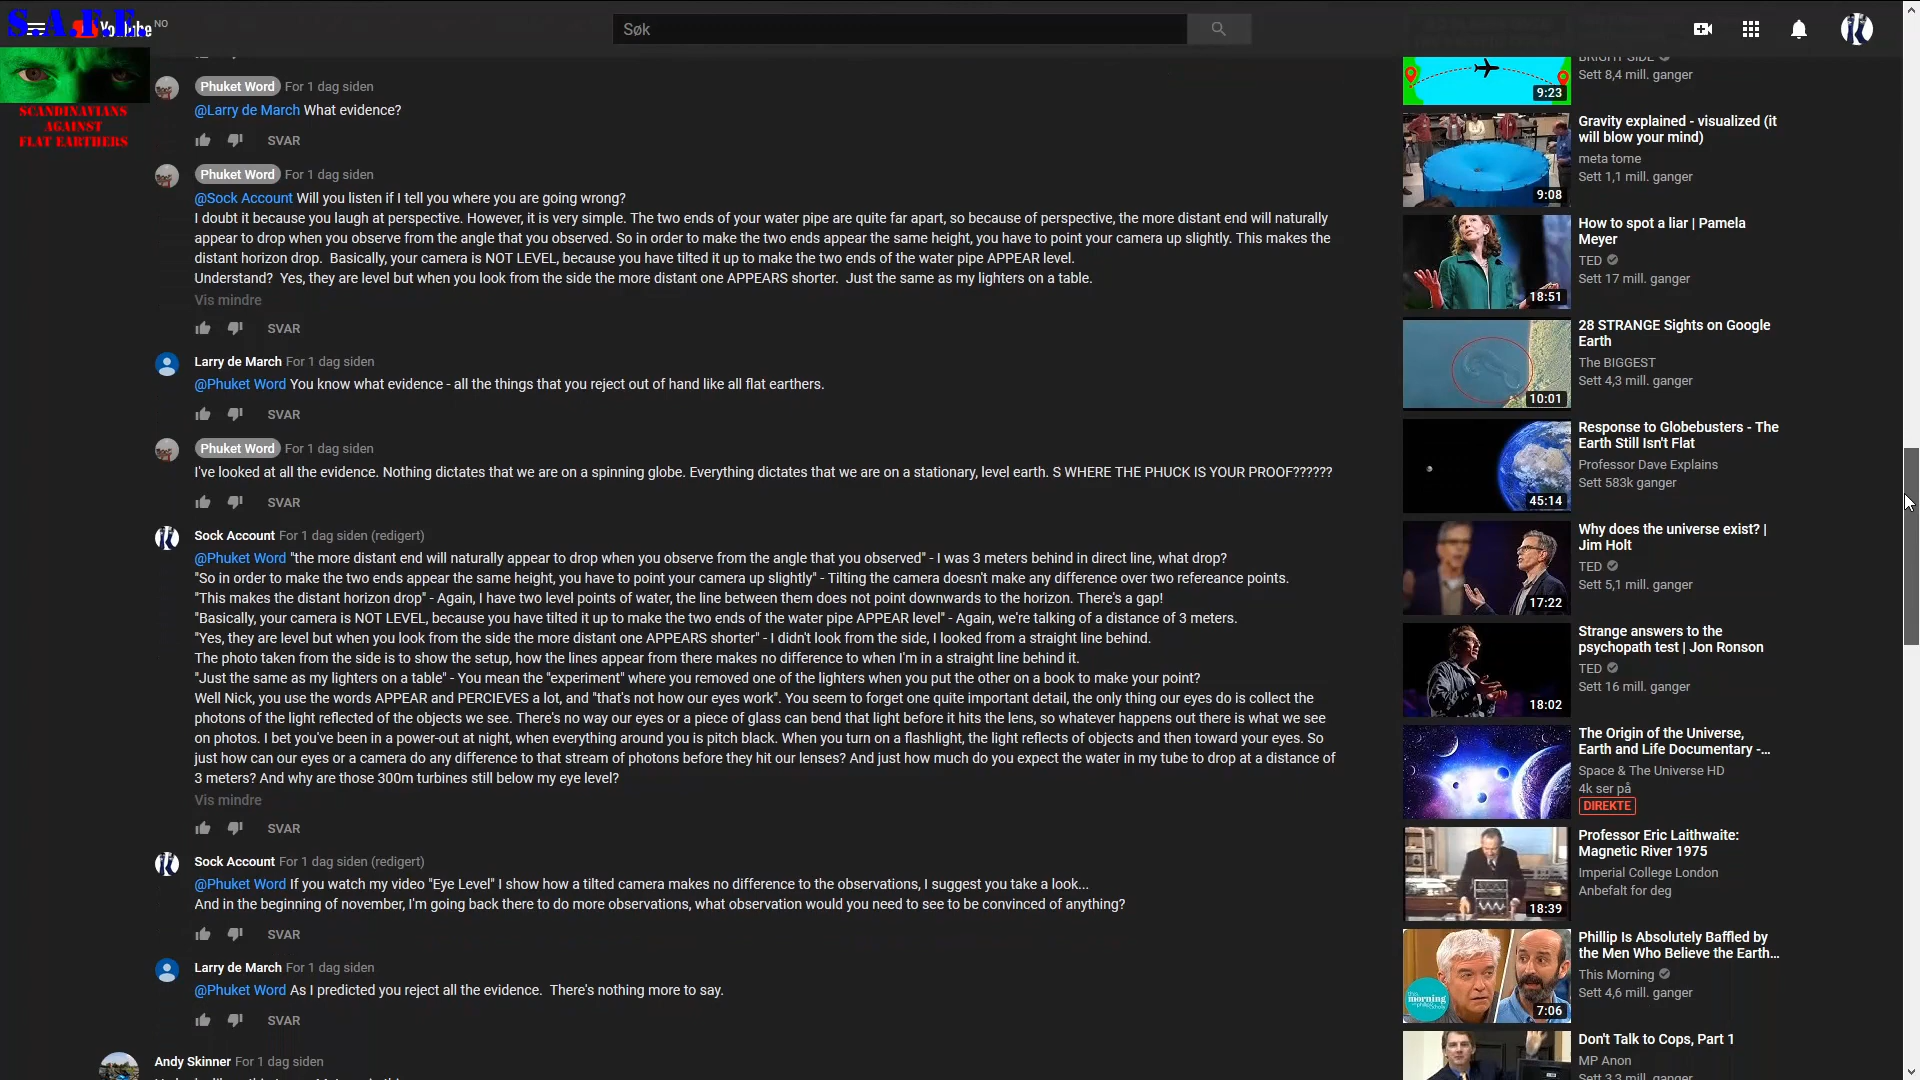 S.A.F.E.
YouTube NO
Søk
SCANDINAVIANS
AGAINST
FLAT EARTHERS
Phuket Word For 1 dag siden
@Larry de March What evidence?
SVAR
Phuket Word For 1 dag siden
@Sock Account Will you listen if I tell you where you are going wrong?
I doubt it because you laugh at perspective. However, it is very simple. The two ends of your water pipe are quite far apart, so because of perspective, the more distant end will naturally
appear to drop when you observe from the angle that you observed. So in order to make the two ends appear the same height, you have to point your camera up slightly. This makes the
distant horizon drop.  Basically, your camera is NOT LEVEL, because you have tilted it up to make the two ends of the water pipe APPEAR level.
Understand?  Yes, they are level but when you look from the side the more distant one APPEARS shorter.  Just the same as my lighters on a table.
Vis mindre
SVAR
Larry de March For 1 dag siden
@Phuket Word You know what evidence - all the things that you reject out of hand like all flat earthers.
SVAR
Phuket Word For 1 dag siden
I've looked at all the evidence. Nothing dictates that we are on a spinning globe. Everything dictates that we are on a stationary, level earth. S WHERE THE PHUCK IS YOUR PROOF??????
SVAR
Sock Account For 1 dag siden (redigert)
@Phuket Word "the more distant end will naturally appear to drop when you observe from the angle that you observed" - I was 3 meters behind in direct line, what drop?
"So in order to make the two ends appear the same height, you have to point your camera up slightly" - Tilting the camera doesn't make any difference over two refereance points.
"This makes the distant horizon drop" - Again, I have two level points of water, the line between them does not point downwards to the horizon. There's a gap!
"Basically, your camera is NOT LEVEL, because you have tilted it up to make the two ends of the water pipe APPEAR level" - Again, we're talking of a distance of 3 meters.
"Yes, they are level but when you look from the side the more distant one APPEARS shorter" - I didn't look from the side, I looked from a straight line behind.
The photo taken from the side is to show the setup, how the lines appear from there makes no difference to when I'm in a straight line behind it.
"Just the same as my lighters on a table" - You mean the "experiment" where you removed one of the lighters when you put the other on a book to make your point?
Well Nick, you use the words APPEAR and PERCIEVES a lot, and "that's not how our eyes work". You seem to forget one quite important detail, the only thing our eyes do is collect the
photons of the light reflected of the objects we see. There's no way our eyes or a piece of glass can bend that light before it hits the lens, so whatever happens out there is what we see
on photos. I bet you've been in a power-out at night, when everything around you is pitch black. When you turn on a flashlight, the light reflects of objects and then toward your eyes. So
just how can our eyes or a camera do any difference to that stream of photons before they hit our lenses? And just how much do you expect the water in my tube to drop at a distance of
3 meters? And why are those 300m turbines still below my eye level?
Vis mindre
SVAR
Sock Account For 1 dag siden (redigert)
@Phuket Word If you watch my video "Eye Level" I show how a tilted camera makes no difference to the observations, I suggest you take a look...
And in the beginning of november, I'm going back there to do more observations, what observation would you need to see to be convinced of anything?
SVAR
Larry de March For 1 dag siden
@Phuket Word As I predicted you reject all the evidence.  There's nothing more to say.
SVAR
Andy Skinner For 1 dag siden
BRIGHT SIDE
Sett 8,4 mill. ganger
9:23
Gravity explained - visualized (it
will blow your mind)
meta tome
Sett 1,1 mill. ganger
9:08
How to spot a liar | Pamela
Meyer
TED
Sett 17 mill. ganger
18:51
28 STRANGE Sights on Google
Earth
The BIGGEST
Sett 4,3 mill. ganger
10:01
Response to Globebusters - The
Earth Still Isn't Flat
Professor Dave Explains
Sett 583k ganger
45:14
Why does the universe exist? |
Jim Holt
TED
Sett 5,1 mill. ganger
17:22
Strange answers to the
psychopath test | Jon Ronson
TED
Sett 16 mill. ganger
18:02
The Origin of the Universe,
Earth and Life Documentary -...
Space & The Universe HD
4k ser på
DIREKTE
Professor Eric Laithwaite:
Magnetic River 1975
Imperial College London
Anbefalt for deg
18:39
Phillip Is Absolutely Baffled by
the Men Who Believe the Earth...
This Morning
Sett 4,6 mill. ganger
this morning
7:06
Don't Talk to Cops, Part 1
MP Anon
Sett 3,3 mill. ganger